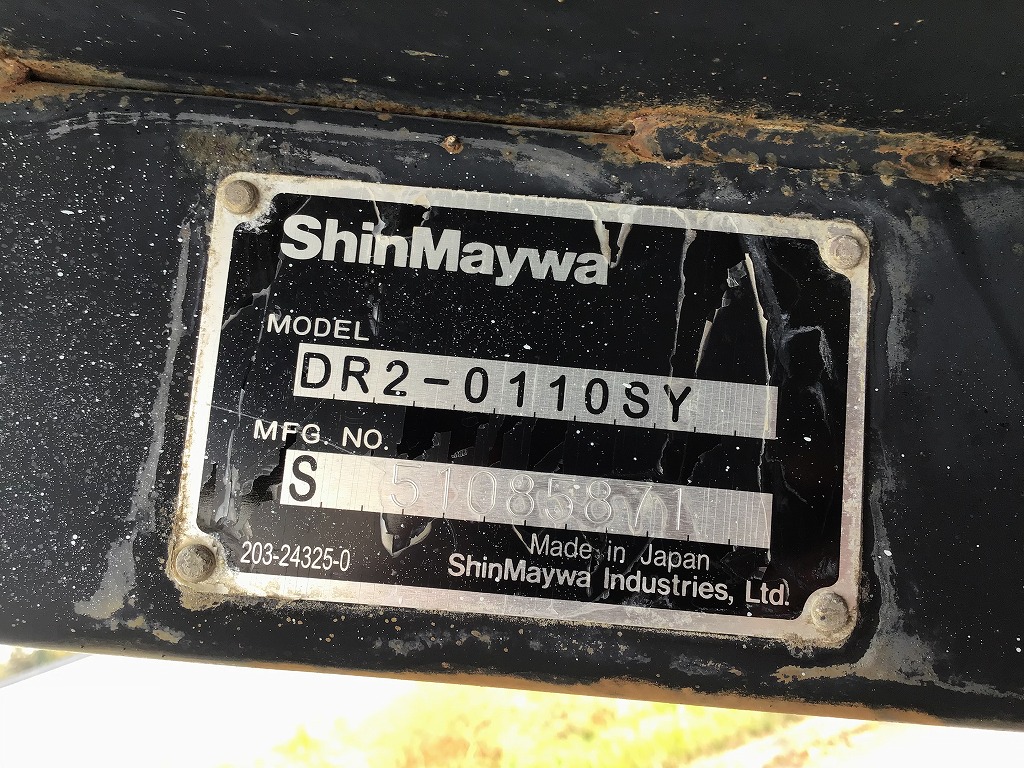 ShinMaywa
MODEL
DR2-0110SY
MFG. NO.
S 51085871
203-24325-0
Made in Japan
ShinMaywa Industries, Ltd.